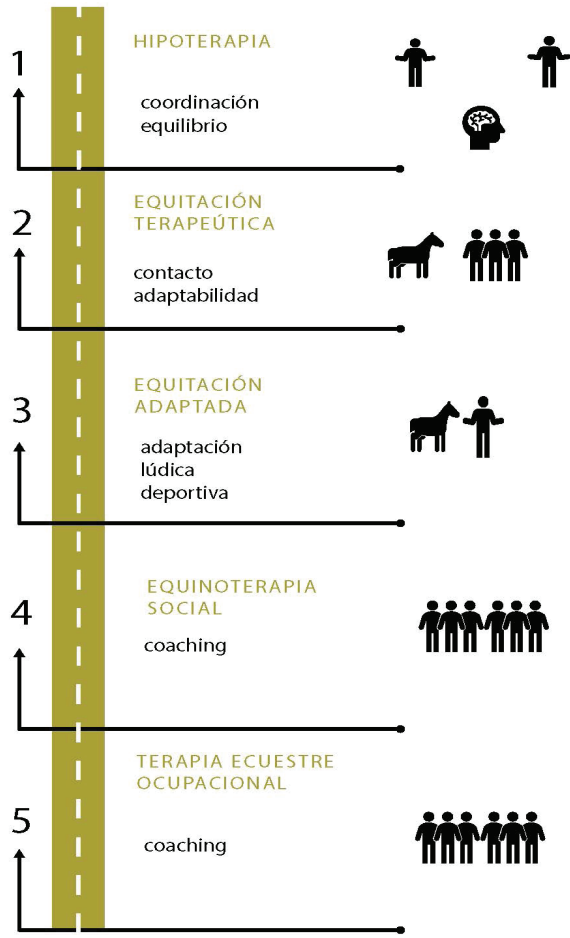 1
HIPOTERAPIA
coordinación
equilibrio
2
EQUITACIÓN
TERAPEÚTICA
contacto
adaptabilidad
3
EQUITACIÓN
ADAPTADA
adaptación
lúdica
deportiva
4
EQUINOTERAPIA
SOCIAL
coaching
5
TERAPIA ECUESTRE
OCUPACIONAL
coaching